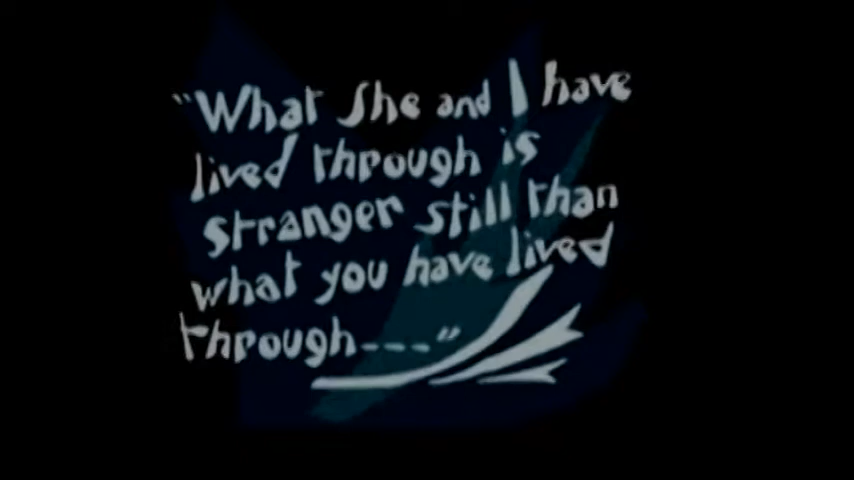 "What She and I have
lived through is
stranger still than
what you have lived
through---"